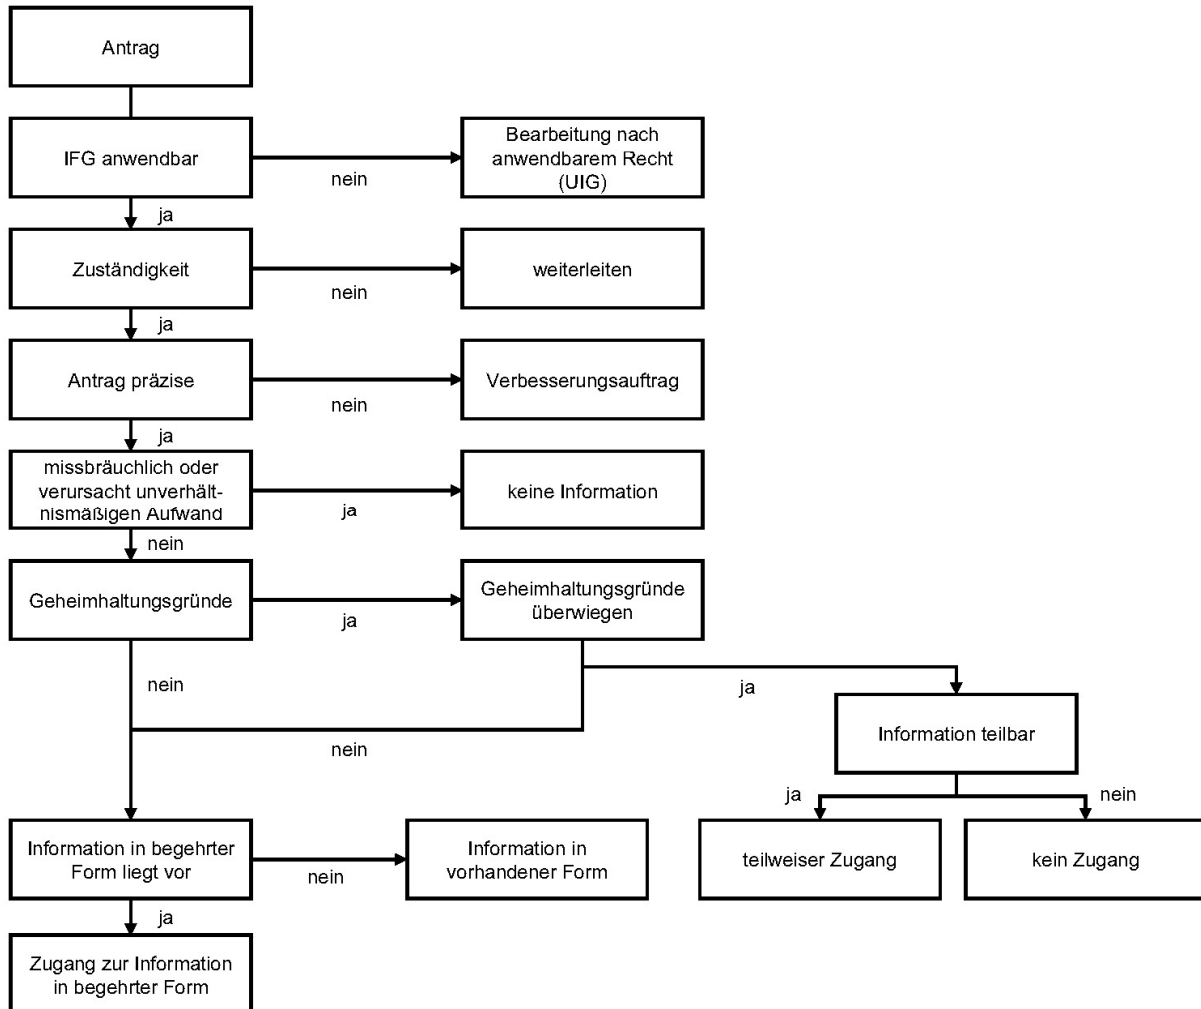 Antrag
IFG anwendbar
nein
Bearbeitung nach
anwendbarem Recht
(UIG)
ja
Zuständigkeit
nein
weiterleiten
ja
Antrag präzise
nein
Verbesserungsauftrag
ja
missbräuchlich oder
verursacht unverhält-
nismäßigen Aufwand
ja
keine Information
nein
Geheimhaltungsgründe
ja
Geheimhaltungsgründe
überwiegen
nein
ja
nein
Information teilbar
ja
nein
Information in begehrter
Form liegt vor
nein
Information in
vorhandener Form
teilweiser Zugang
kein Zugang
ja
Zugang zur Information
in begehrter Form